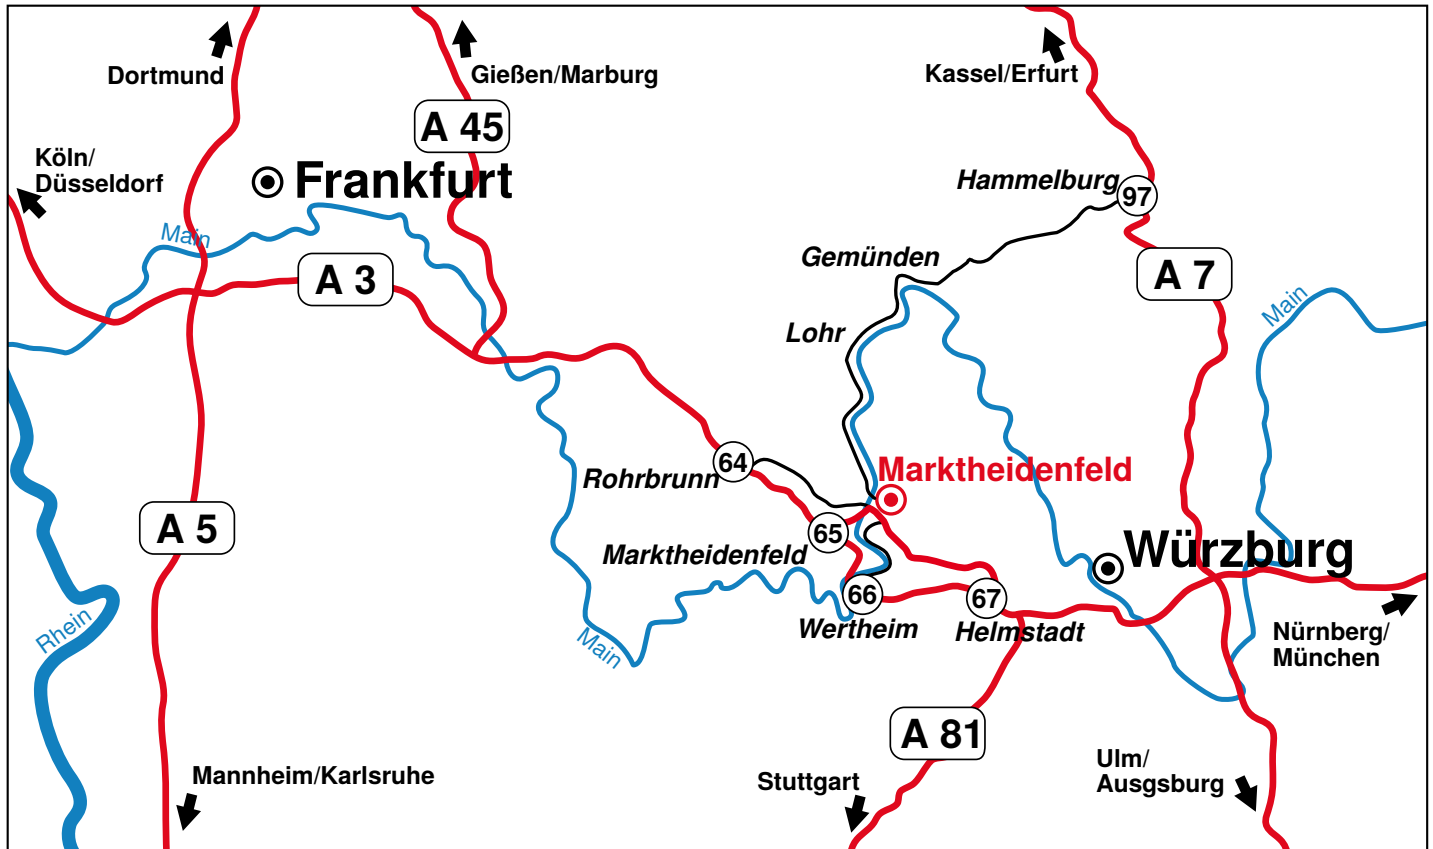 Dortmund
Gießen/Marburg
Kassel/Erfurt
A 45
Köln/
Düsseldorf
Frankfurt
Hammelburg
97
Main
Gemünden
A 3
A 7
Main
Lohr
64
Marktheidenfeld
Rohrbrunn
A 5
65
Marktheidenfeld
Würzburg
66
67
Rhein
Main
Wertheim
Helmstadt
Nürnberg/
München
A 81
Mannheim/Karlsruhe
Stuttgart
Ulm/
Ausgsburg